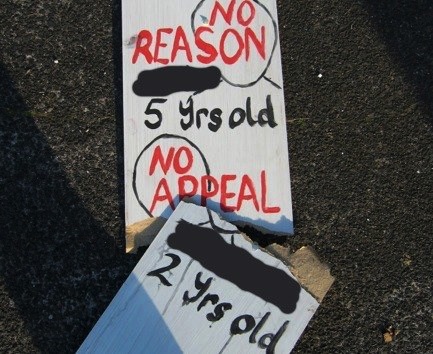 NO
REASON
5 yrs old
NO
APPEAL
2 yrs old